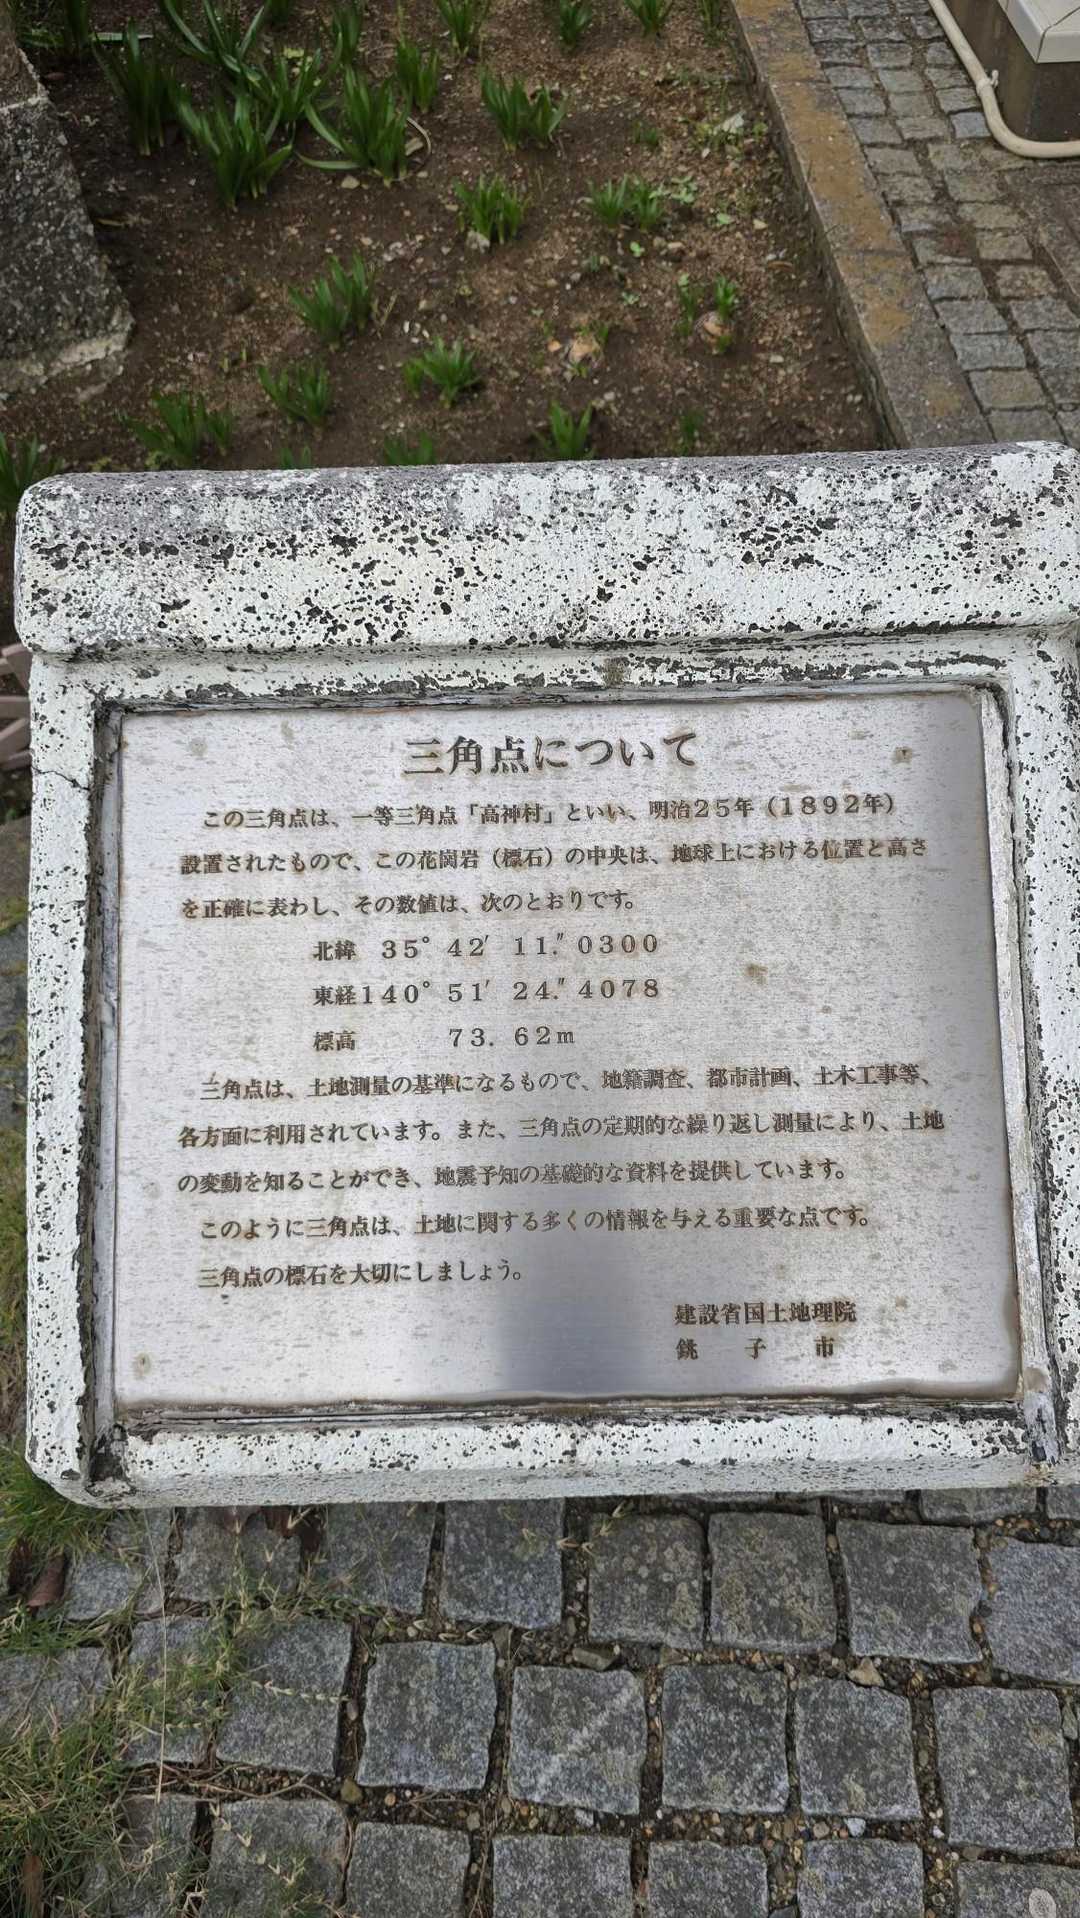 三角点について
この三角点は、一等三角点「高神村」といい、明治25年（1892年）
設置されたもので、この花崗岩（標石）の中央は、地球上における位置と高さ
を正確に表わし、その数値は、次のとおりです。
北緯 35°42′11.″0300
東経140°51′24.″4078
標高 73.62m
三角点は、土地測量の基準になるもので、地籍調査、都市計画、土木工事等、
各方面に利用されています。また、三角点の定期的な繰り返し測量により、土地
の変動を知ることができ、地震予知の基礎的な資料を提供しています。
このように三角点は、土地に関する多くの情報を与える重要な点です。
三角点の標石を大切にしましょう。
建設省国土地理院
銚子市